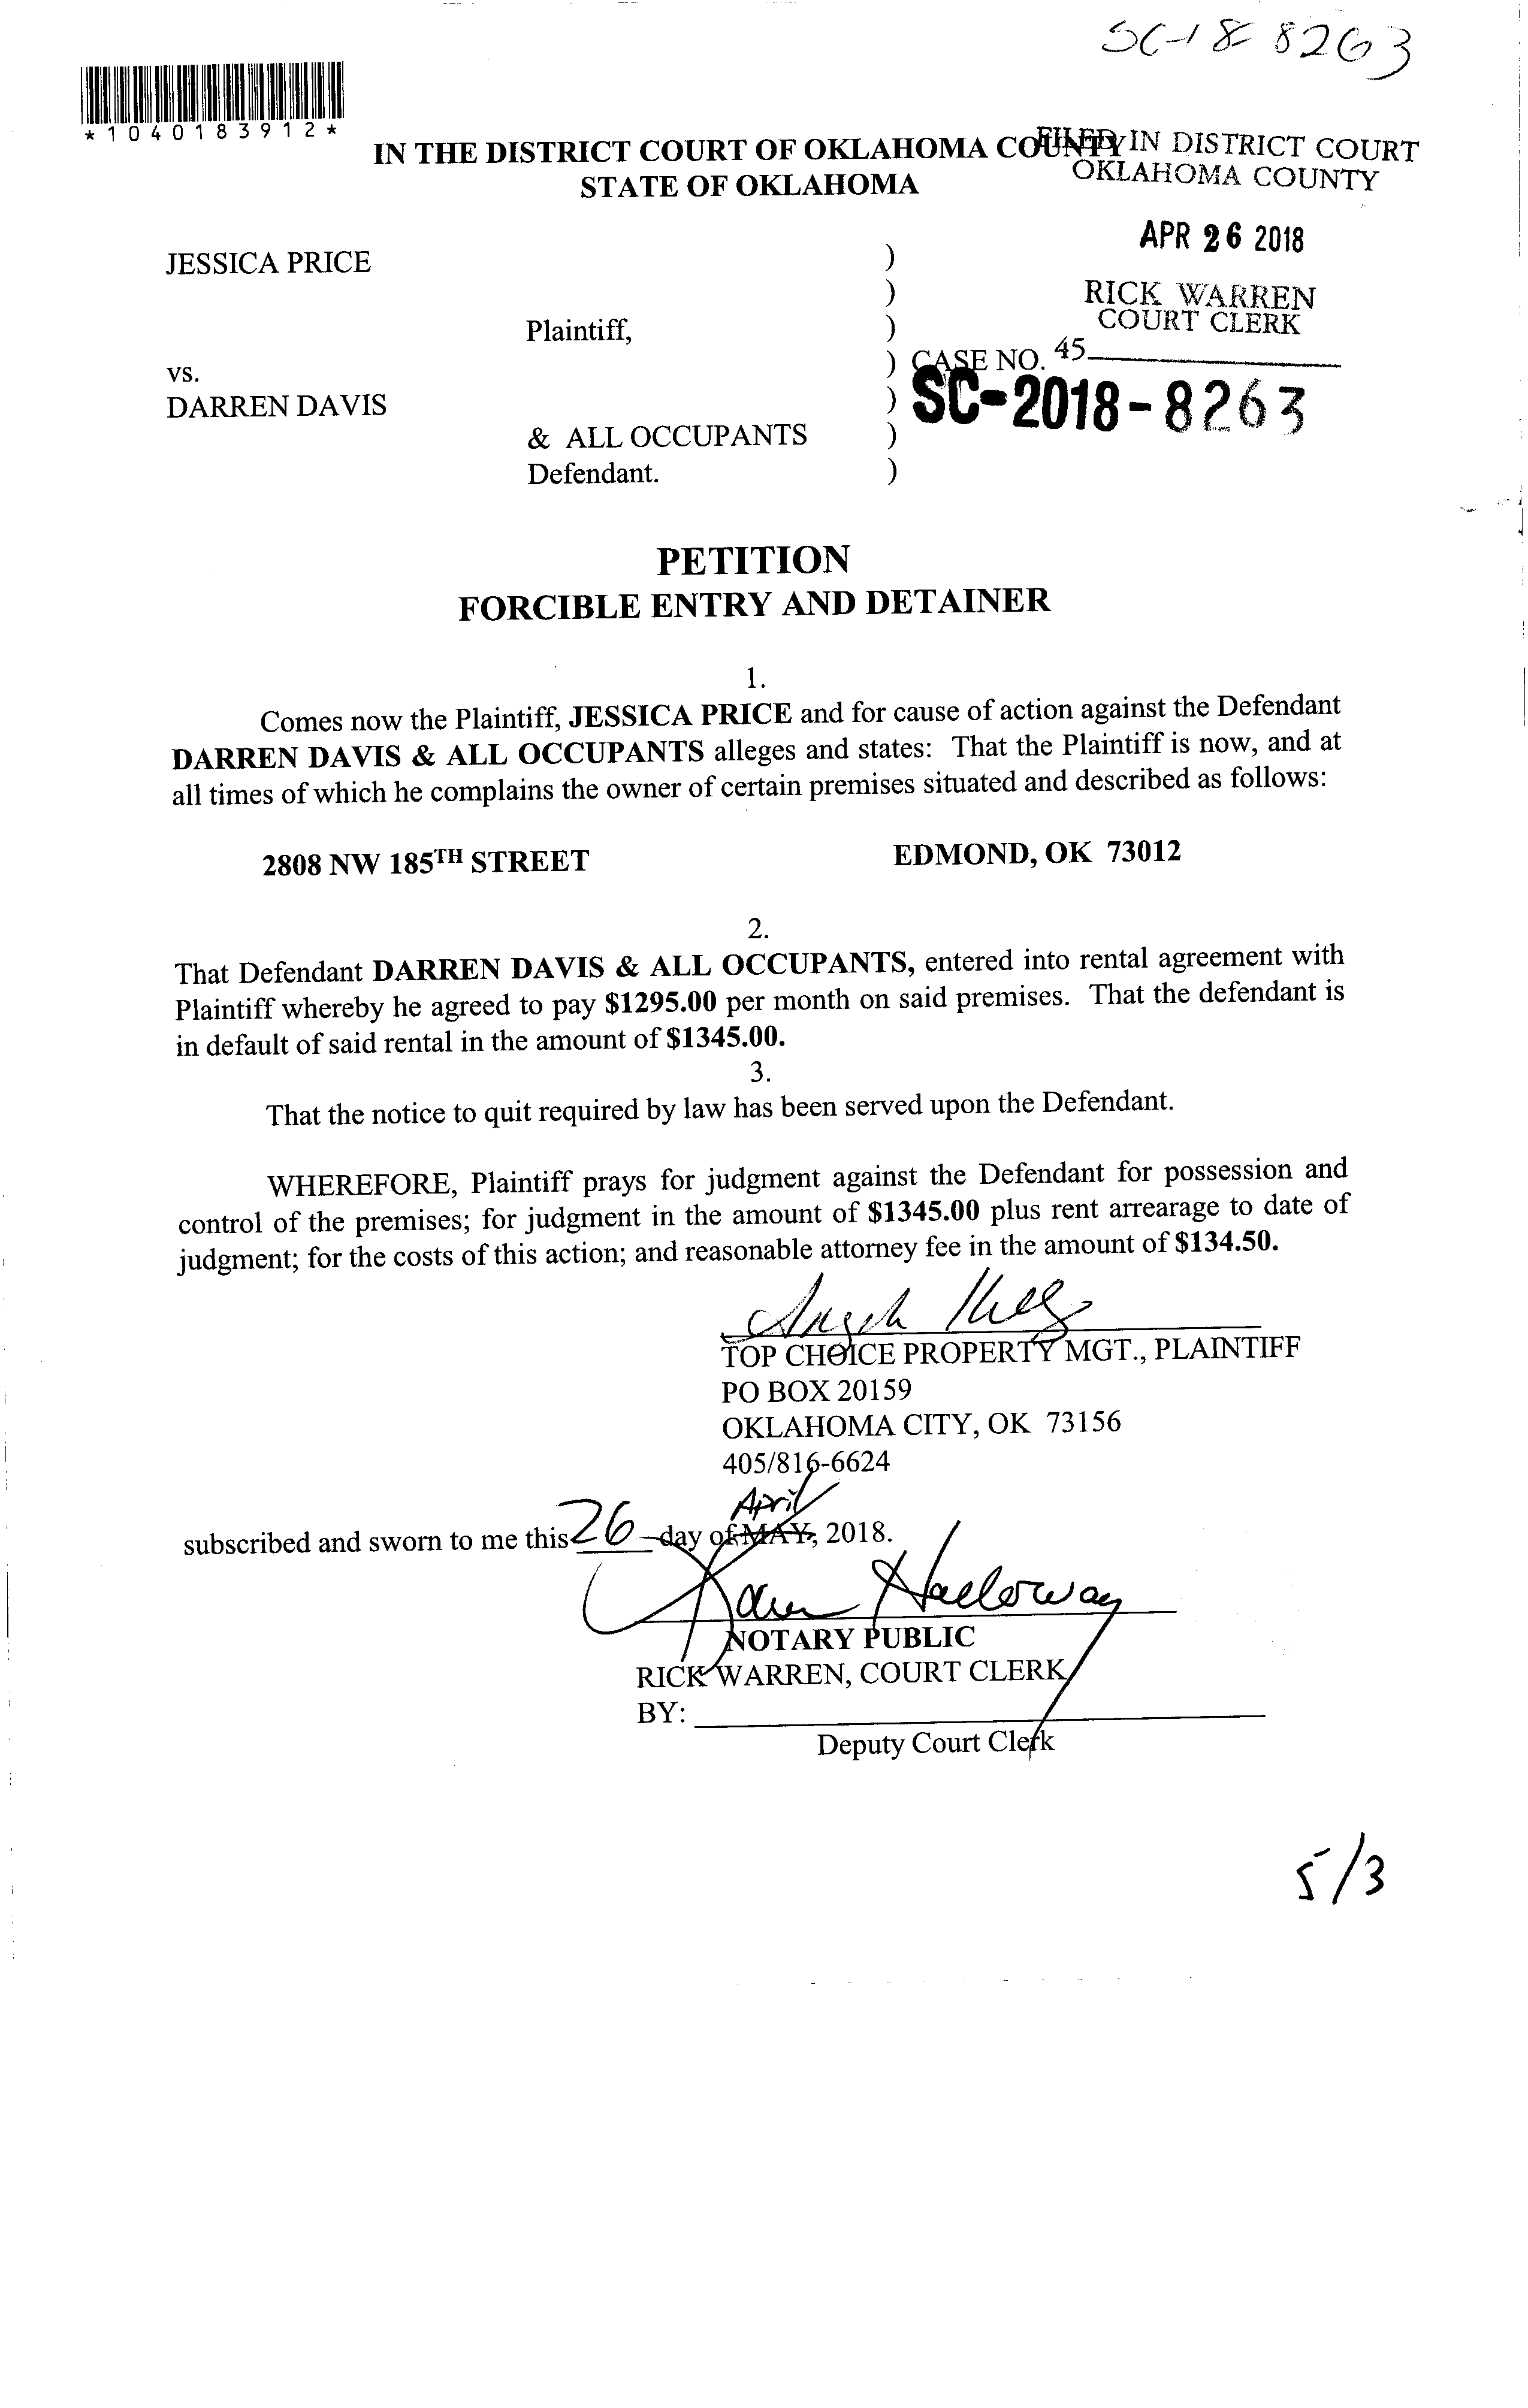 SC-18 8263
*1040183912*
IN THE DISTRICT COURT OF OKLAHOMA COUNTY
STATE OF OKLAHOMA
FILED IN DISTRICT COURT
OKLAHOMA COUNTY
APR 26 2018
RICK WARREN
COURT CLERK
45
JESSICA PRICE )
)
Plaintiff, )
vs. ) CASE NO.
DARREN DAVIS ) SC-2018-8263
& ALL OCCUPANTS )
Defendant. )
PETITION
FORCIBLE ENTRY AND DETAINER
1.
Comes now the Plaintiff, JESSICA PRICE and for cause of action against the Defendant
DARREN DAVIS & ALL OCCUPANTS alleges and states: That the Plaintiff is now, and at
all times of which he complains the owner of certain premises situated and described as follows:
2808 NW 185TH STREET EDMOND, OK 73012
2.
That Defendant DARREN DAVIS & ALL OCCUPANTS, entered into rental agreement with
Plaintiff whereby he agreed to pay $1295.00 per month on said premises. That the defendant is
in default of said rental in the amount of $1345.00.
3.
That the notice to quit required by law has been served upon the Defendant.
WHEREFORE, Plaintiff prays for judgment against the Defendant for possession and
control of the premises; for judgment in the amount of $1345.00 plus rent arrearage to date of
judgment; for the costs of this action; and reasonable attorney fee in the amount of $134.50.
TOP CHOICE PROPERTY MGT., PLAINTIFF
PO BOX 20159
OKLAHOMA CITY, OK 73156
405/816-6624
April
subscribed and sworn to me this 26 day of MAY, 2018.
Holloway
NOTARY PUBLIC
RICK WARREN, COURT CLERK
BY:
Deputy Court Clerk
5/3